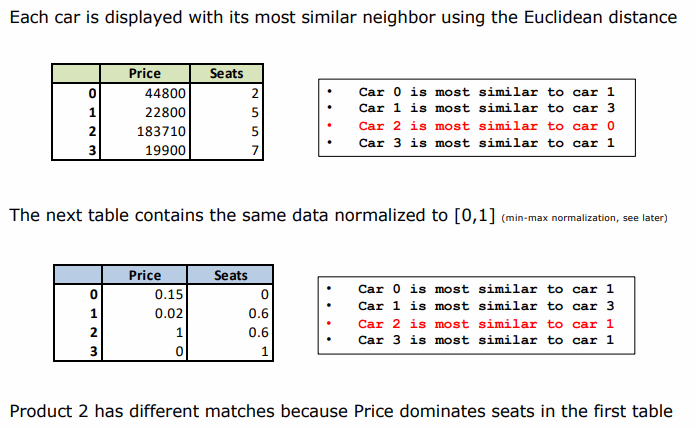 Each car is displayed with its most similar neighbor using the Euclidean distance
Price Seats
0 44800 2
1 22800 5
2 183710 5
3 19900 7
• Car 0 is most similar to car 1
• Car 1 is most similar to car 3
• Car 2 is most similar to car 0
• Car 3 is most similar to car 1
The next table contains the same data normalized to [0,1] (min-max normalization, see later)
Price Seats
0 0.15 0
1 0.02 0.6
2 1 0.6
3 0 1
• Car 0 is most similar to car 1
• Car 1 is most similar to car 3
• Car 2 is most similar to car 1
• Car 3 is most similar to car 1
Product 2 has different matches because Price dominates seats in the first table